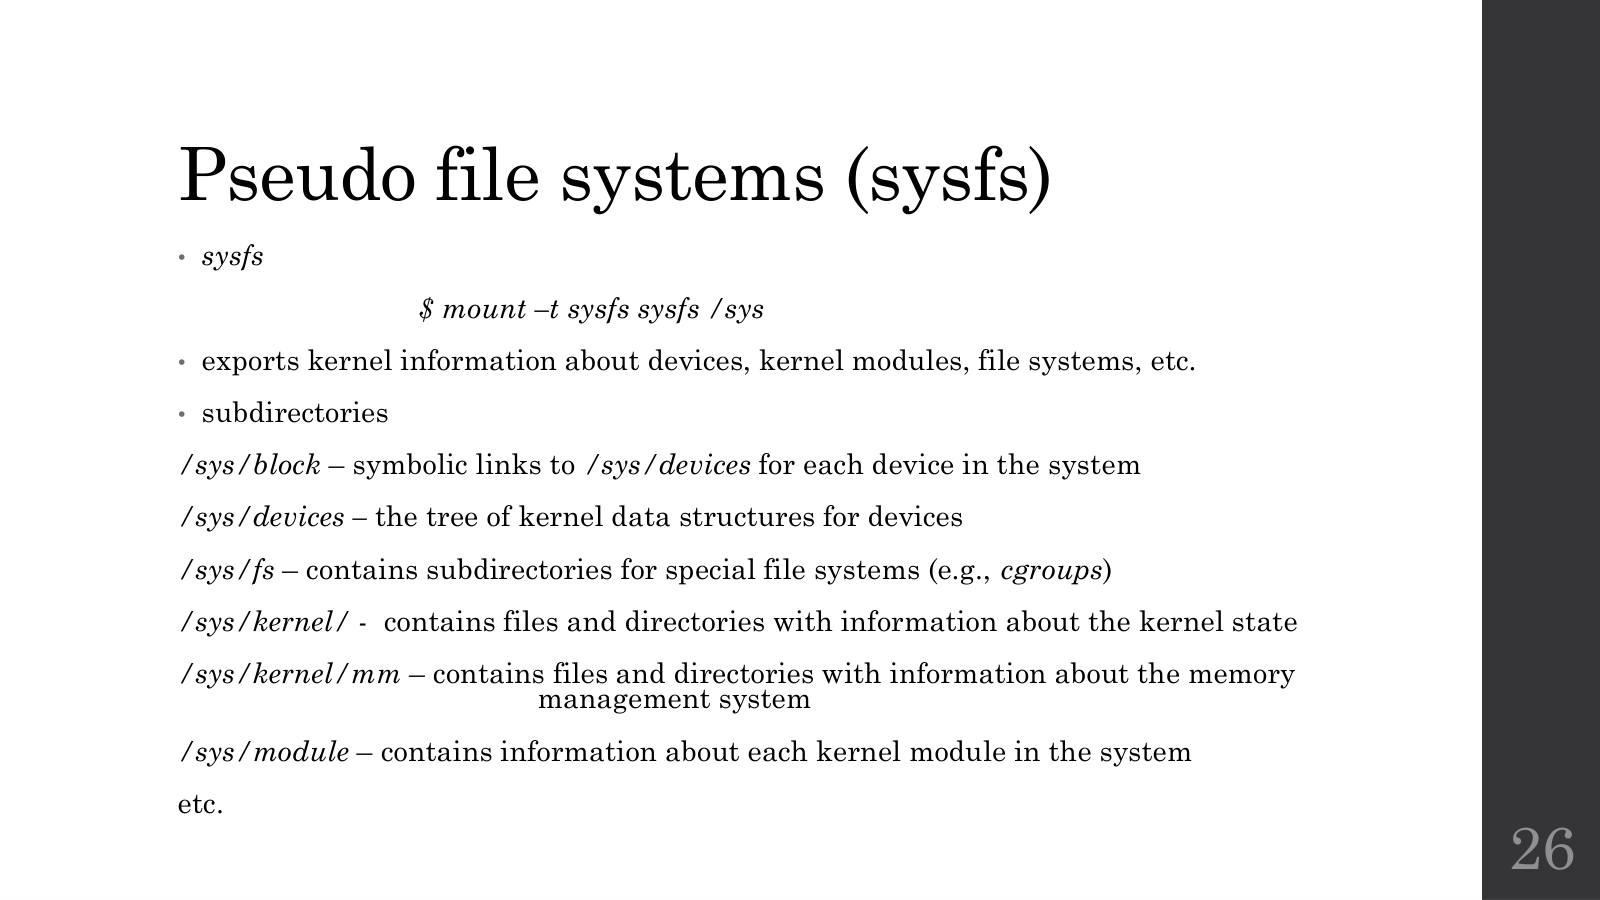 Pseudo file systems (sysfs)
• sysfs
$ mount –t sysfs sysfs /sys
• exports kernel information about devices, kernel modules, file systems, etc.
• subdirectories
/sys/block – symbolic links to /sys/devices for each device in the system
/sys/devices – the tree of kernel data structures for devices
/sys/fs – contains subdirectories for special file systems (e.g., cgroups)
/sys/kernel/ - contains files and directories with information about the kernel state
/sys/kernel/mm – contains files and directories with information about the memory
management system
/sys/module – contains information about each kernel module in the system
etc.
26